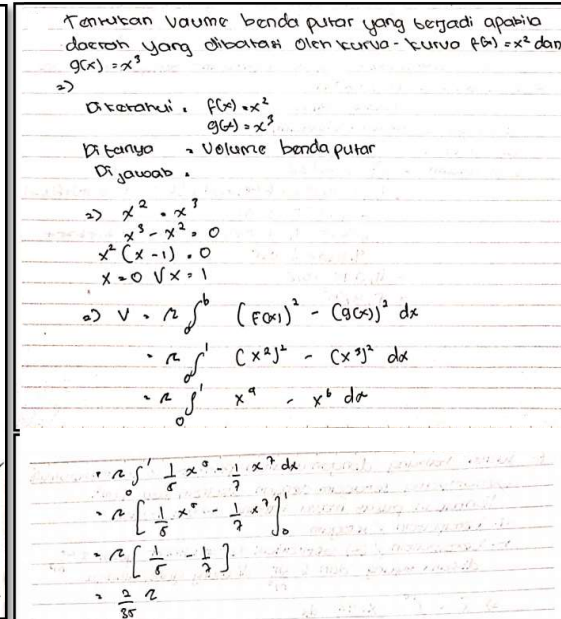 Tentukan Voume benda putar yang terjadi apabila
daerah yang dibatasi oleh kurva-kurva f(x) = x² dan
g(x) = x³
=)
Diketahui : f(x) = x²
g(x) = x³
Ditanya = Volume benda putar
Dijawab :
=) x² = x³
x³ - x² = 0
x² (x - 1) = 0
x = 0 V x = 1
=) V = π ∫ₐᵇ (f(x))² - (g(x))² dx
= π ∫₀¹ (x²)² - (x³)² dx
= π ∫₀¹ x⁴ - x⁶ dx
= π ∫₀¹ 1/5 x⁵ - 1/7 x⁷ dx
= π [ 1/5 x⁵ - 1/7 x⁷ ]₀¹
= π [ 1/5 - 1/7 ]
= 2/35 π